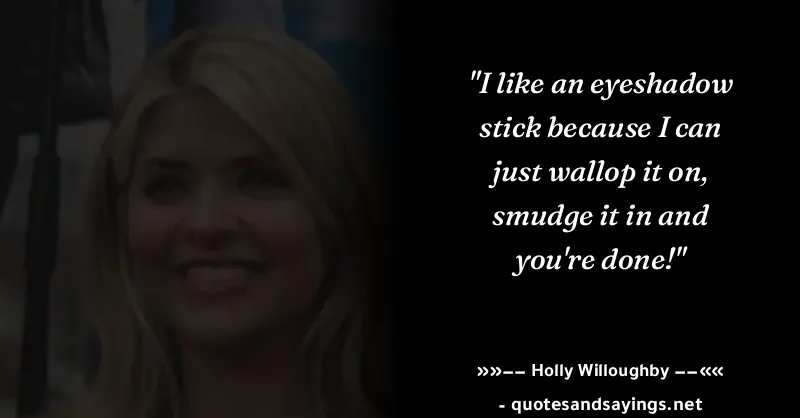 "I like an eyeshadow
stick because I can
just wallop it on,
smudge it in and
you're done!"
»»−− Holly Willoughby −−««
- quotesandsayings.net